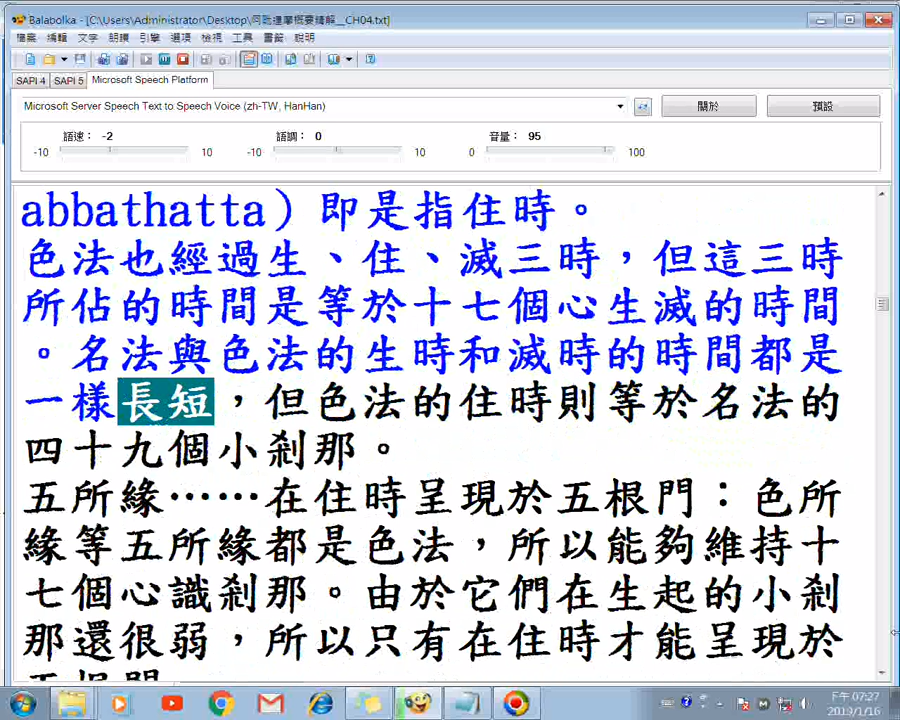 Balabolka - [C:\Users\Administrator\Desktop\阿毗達摩概要精解__CH04.txt]
檔案 編輯 文字 朗讀 引擎 選項 檢視 工具 書籤 說明
SAPI 4 SAPI 5 Microsoft Speech Platform
Microsoft Server Speech Text to Speech Voice (zh-TW, HanHan) 關於 預設
語速： -2 語調： 0 音量： 95
-10 10 -10 10 0 100
abbathatta）即是指住時。
色法也經過生、住、滅三時，但這三時
所佔的時間是等於十七個心生滅的時間
。名法與色法的生時和滅時的時間都是
一樣長短，但色法的住時則等於名法的
四十九個小剎那。
五所緣……在住時呈現於五根門：色所
緣等五所緣都是色法，所以能夠維持十
七個心識剎那。由於它們在生起的小剎
那還很弱，所以只有在住時才能呈現於
下午 07:27
2019/1/16